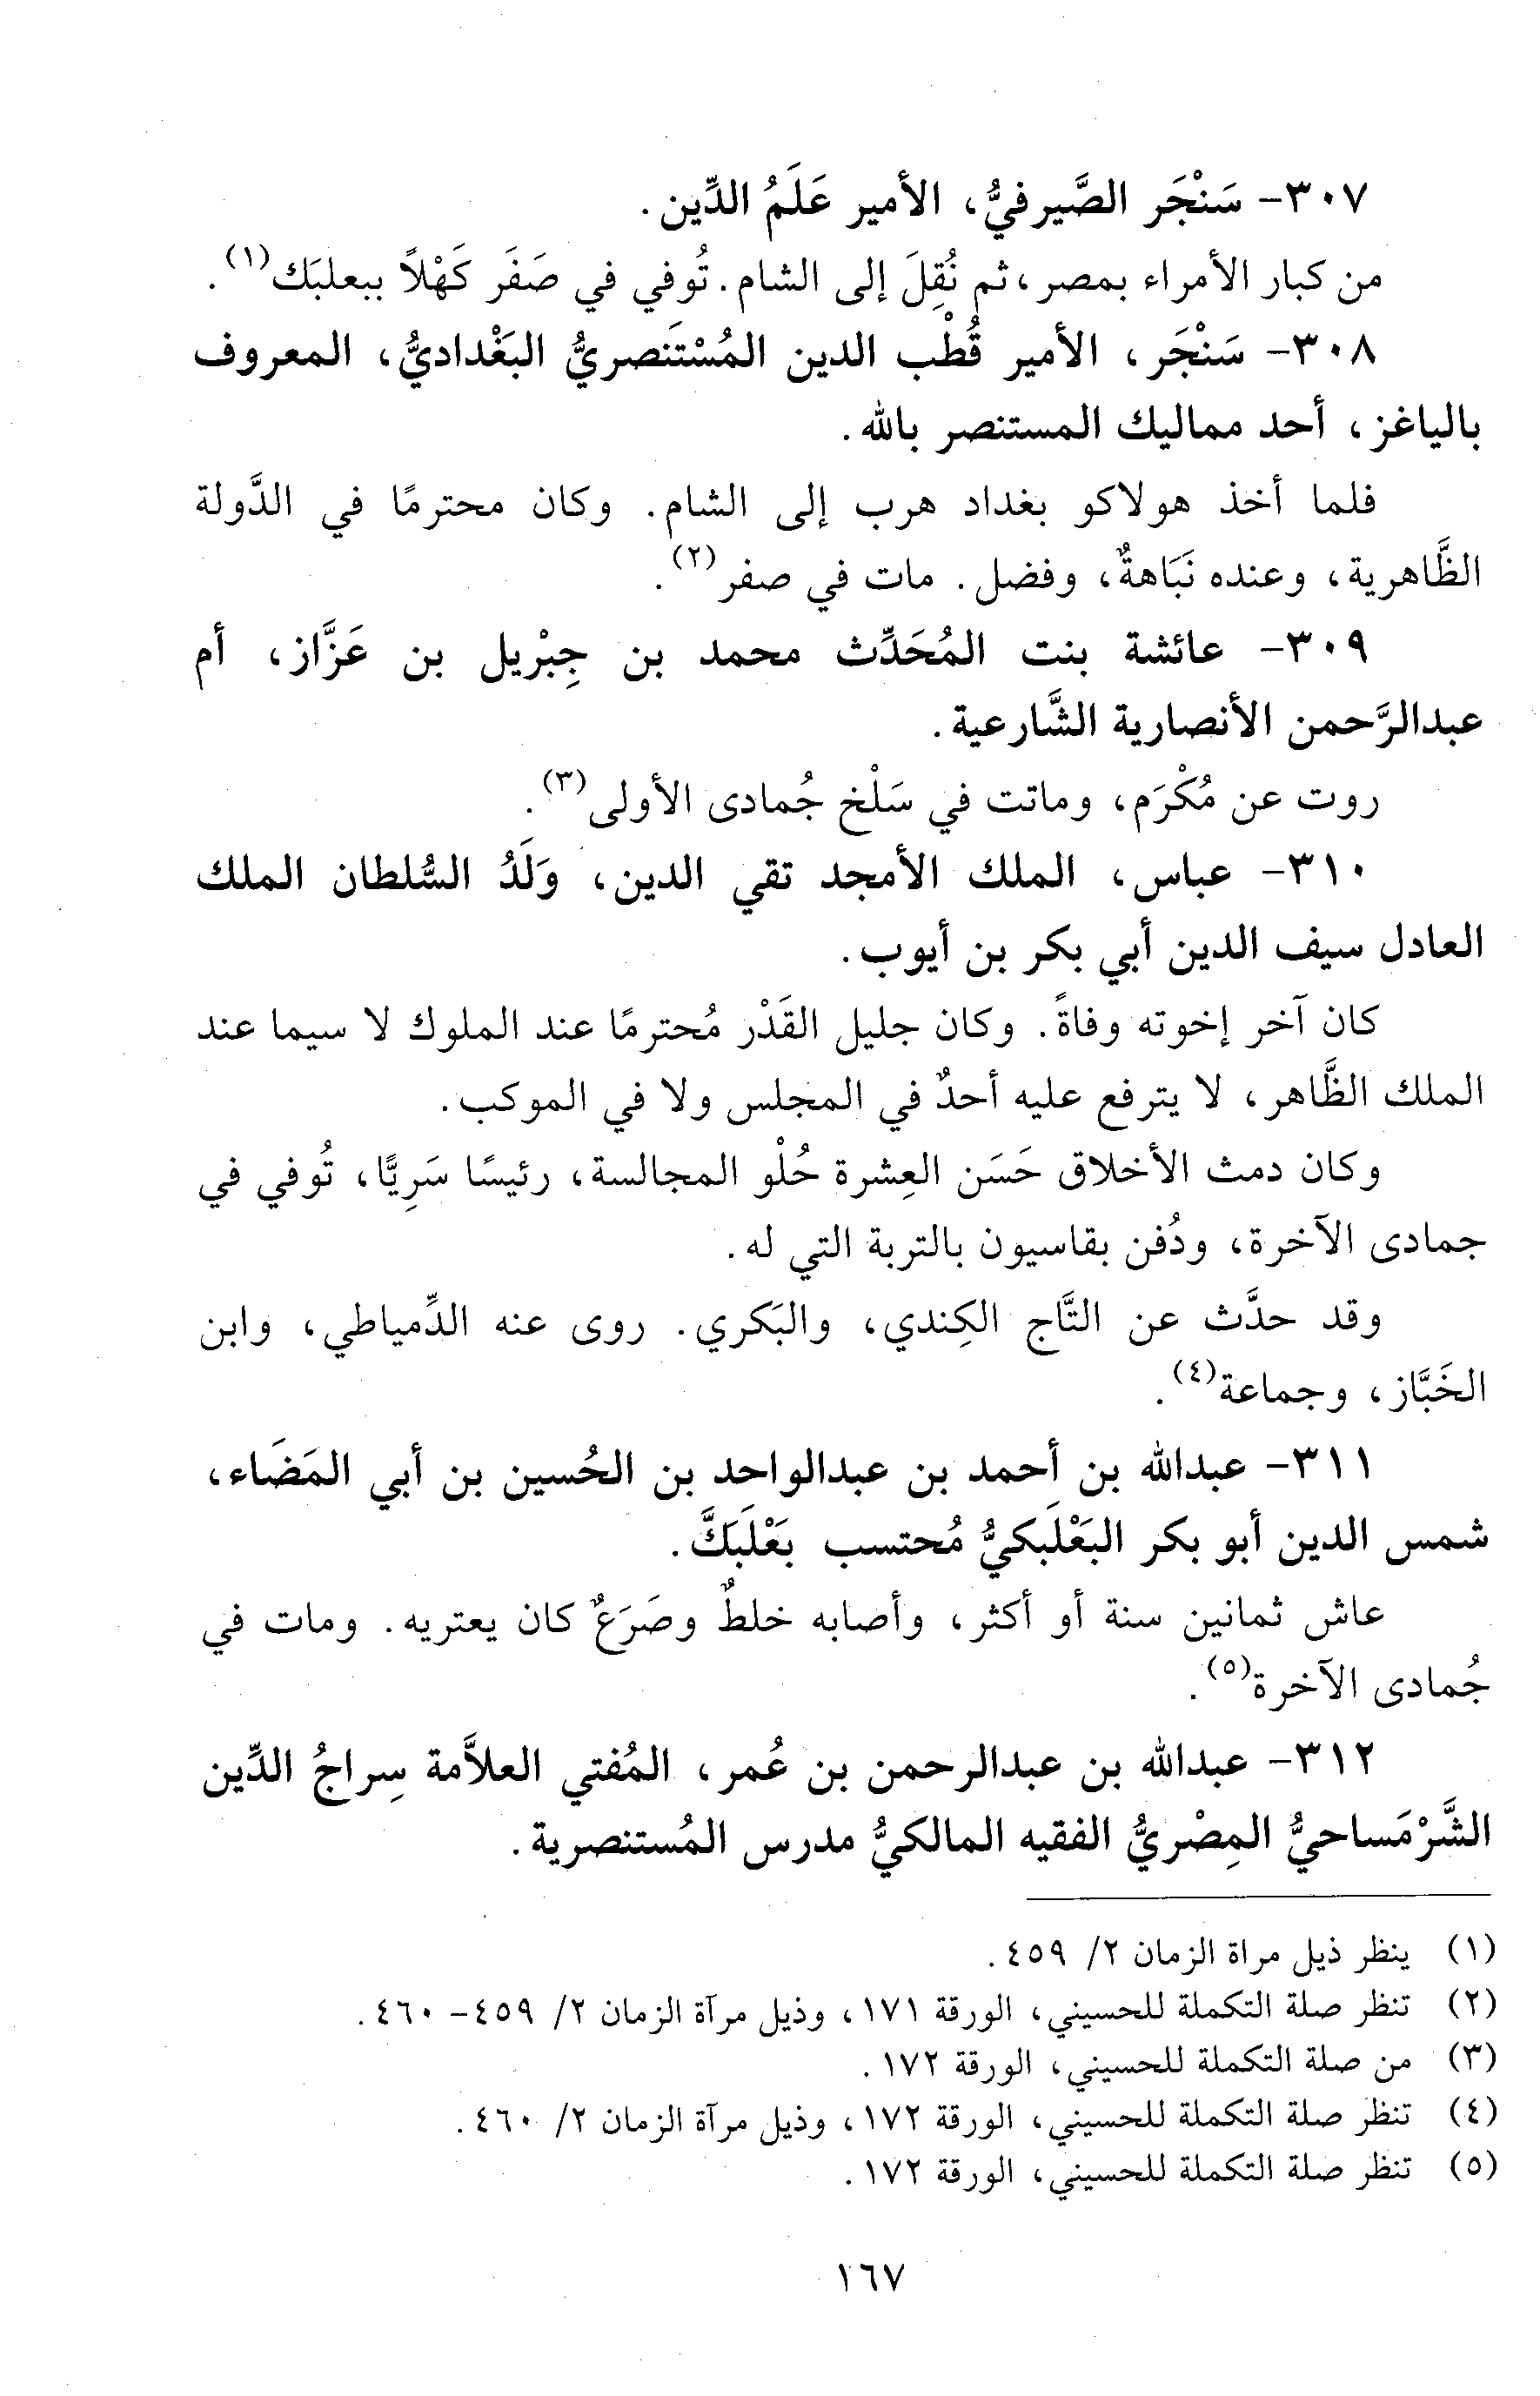 ٣٠٧- سَنْجَر الصَّيرفيُّ، الأمير عَلَمُ الدِّين.
من كبار الأمراء بمصر، ثم نُقِلَ إلى الشام. تُوفي في صَفَر كَهْلاً ببعلبَك(١).
٣٠٨- سَنْجَر، الأمير قُطْب الدين المُسْتَنصريُّ البَغْداديُّ، المعروف
بالياغز، أحد مماليك المستنصر بالله.
فلما أخذ هولاكو بغداد هرب إلى الشام. وكان محترمًا في الدَّولة
الظَّاهرية، وعنده نَبَاهةٌ، وفضل. مات في صفر(٢).
٣٠٩- عائشة بنت المُحَدِّث محمد بن جِبْريل بن عَزَّاز، أم
عبدالرَّحمن الأنصارية الشَّارعية.
روت عن مُكْرَم، وماتت في سَلْخ جُمادى الأولى(٣).
٣١٠- عباس، الملك الأمجد تقي الدين، وَلَدُ السُّلطان الملك
العادل سيف الدين أبي بكر بن أيوب.
كان آخر إخوته وفاةً. وكان جليل القَدْر مُحترمًا عند الملوك لا سيما عند
الملك الظَّاهر، لا يترفع عليه أحدٌ في المجلس ولا في الموكب.
وكان دمث الأخلاق حَسَن العِشرة حُلْو المجالسة، رئيسًا سَرِيًّا، تُوفي في
جمادى الآخرة، ودُفن بقاسيون بالتربة التي له.
وقد حدَّث عن التَّاج الكِندي، والبَكري. روى عنه الدِّمياطي، وابن
الخَبَّاز، وجماعة(٤).
٣١١- عبدالله بن أحمد بن عبدالواحد بن الحُسين بن أبي المَضَاء،
شمس الدين أبو بكر البَعْلَبكيُّ مُحتسب بَعْلَبَكَّ.
عاش ثمانين سنة أو أكثر، وأصابه خلطٌ وصَرَعٌ كان يعتريه. ومات في
جُمادى الآخرة(٥).
٣١٢- عبدالله بن عبدالرحمن بن عُمر، المُفتي العلاَّمة سِراجُ الدِّين
الشَّرْمَساحيُّ المِصْريُّ الفقيه المالكيُّ مدرس المُستنصرية.
(١) ينظر ذيل مراة الزمان ٢/ ٤٥٩.
(٢) تنظر صلة التكملة للحسيني، الورقة ١٧١، وذيل مرآة الزمان ٢/ ٤٥٩- ٤٦٠.
(٣) من صلة التكملة للحسيني، الورقة ١٧٢.
(٤) تنظر صلة التكملة للحسيني، الورقة ١٧٢، وذيل مرآة الزمان ٢/ ٤٦٠.
(٥) تنظر صلة التكملة للحسيني، الورقة ١٧٢.
١٦٧